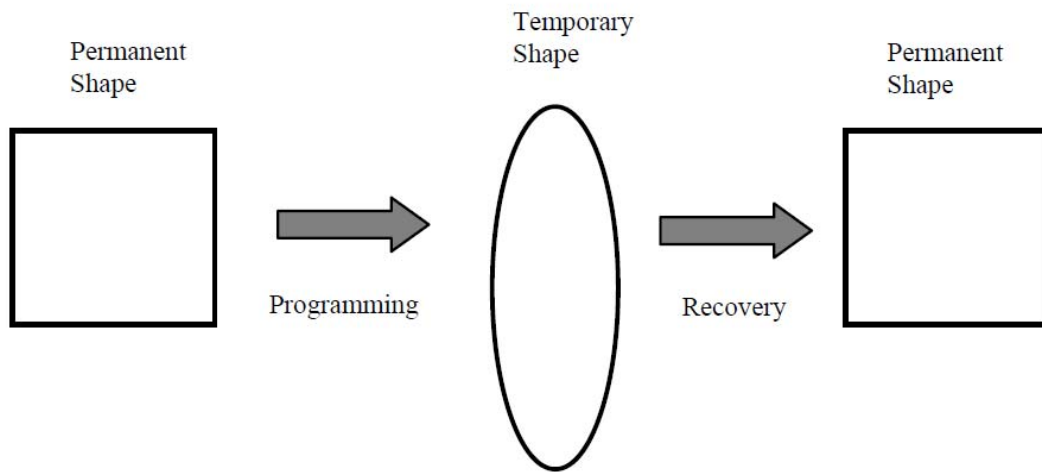 Permanent
Shape
Temporary
Shape
Permanent
Shape
Programming
Recovery